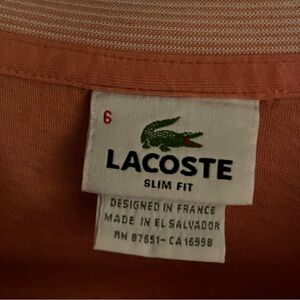 6
LACOSTE
SLIM FIT
DESIGNED IN FRANCE
MADE IN EL SALVADOR
RN 87651-CA 16998